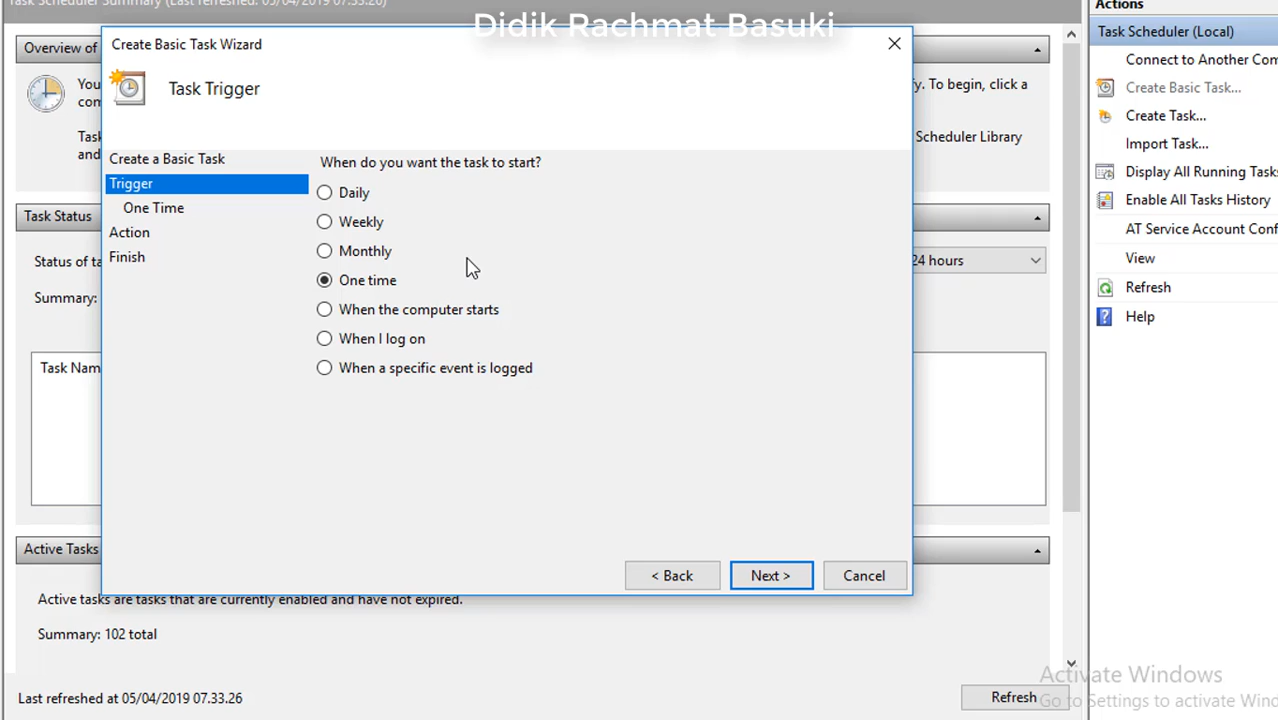 Task Scheduler Summary (Last refreshed: 05/04/2019 07.33.26)
Didik Rachmat Basuki
Actions
Create Basic Task Wizard
Task Scheduler (Local)
Overview of
Connect to Another Com
Task Trigger
You
com
fy. To begin, click a
Create Basic Task...
Create Task...
Task
and
Scheduler Library
Import Task...
Create a Basic Task
When do you want the task to start?
Display All Running Tasks
Trigger
Daily
Enable All Tasks History
Task Status
One Time
Weekly
AT Service Account Conf
Action
Monthly
View
Status of ta
Finish
24 hours
One time
Refresh
Summary:
When the computer starts
Help
When I log on
Task Nam
When a specific event is logged
Active Tasks
< Back
Next >
Cancel
Active tasks are tasks that are currently enabled and have not expired.
Summary: 102 total
Last refreshed at 05/04/2019 07.33.26
Refresh
Activate Windows
Go to Settings to activate Wind